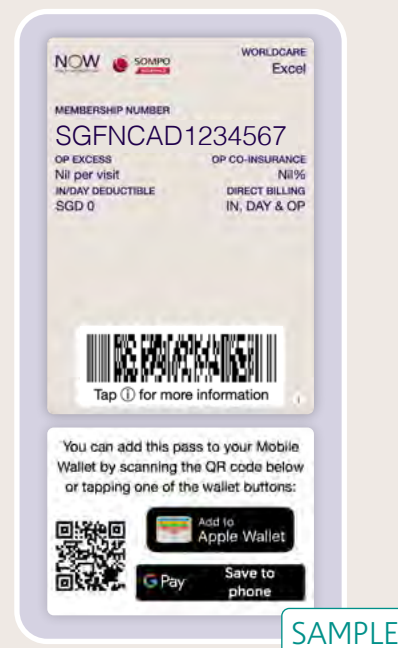 NOW SOMPO
WORLDCARE
Excel
MEMBERSHIP NUMBER
SGFNCAD1234567
OP EXCESS OP CO-INSURANCE
Nil per visit Nil%
IN/DAY DEDUCTIBLE DIRECT BILLING
SGD 0 IN, DAY & OP
Tap ⓘ for more information
You can add this pass to your Mobile
Wallet by scanning the QR code below
or tapping one of the wallet buttons:
Add to
Apple Wallet
G Pay Save to
phone
SAMPLE